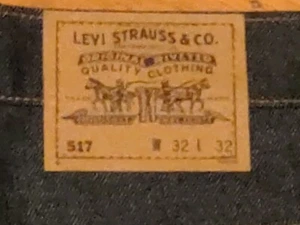 LEVI STRAUSS & CO.
ORIGINAL RIVETED
QUALITY CLOTHING
517 W 32 L 32